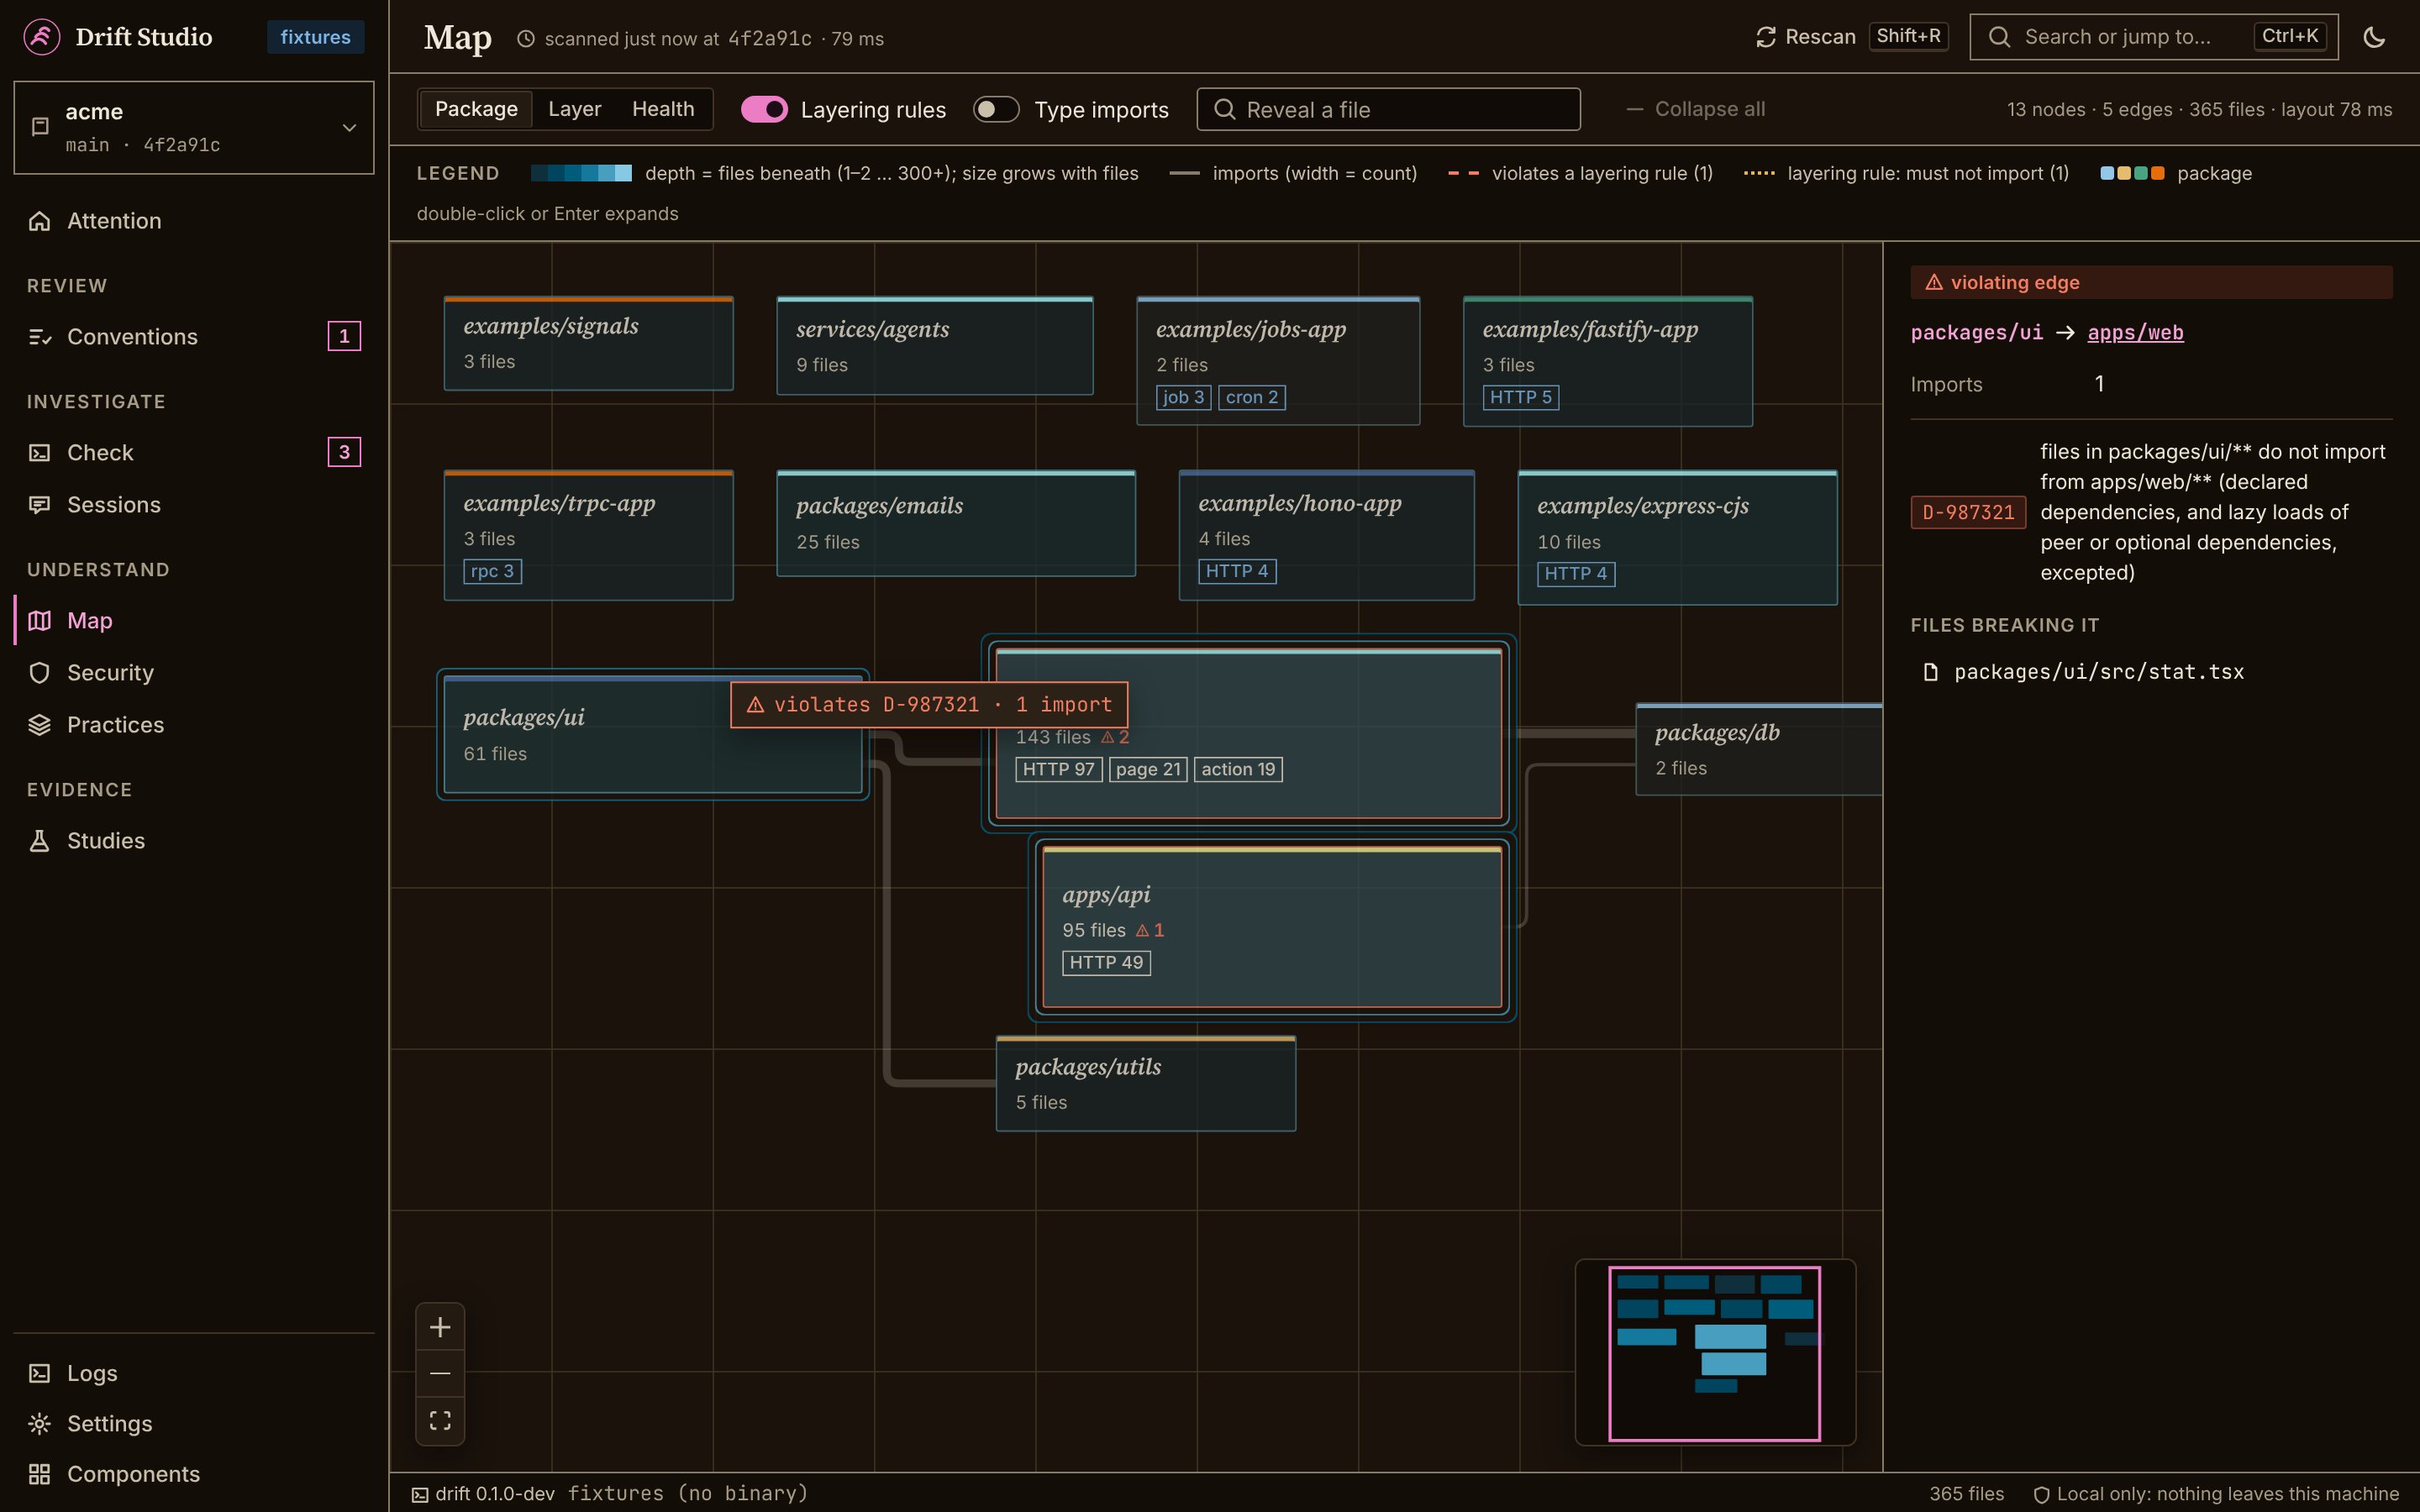 Drift Studio
fixtures
acme
main · 4f2a91c
Attention
REVIEW
Conventions 1
INVESTIGATE
Check 3
Sessions
UNDERSTAND
Map
Security
Practices
EVIDENCE
Studies
Logs
Settings
Components
Map
scanned just now at 4f2a91c · 79 ms
Rescan Shift+R
Search or jump to... Ctrl+K
Package Layer Health
Layering rules
Type imports
Reveal a file
— Collapse all
13 nodes · 5 edges · 365 files · layout 78 ms
LEGEND
depth = files beneath (1–2 … 300+); size grows with files
imports (width = count)
violates a layering rule (1)
layering rule: must not import (1)
package
double-click or Enter expands
examples/signals
3 files
services/agents
9 files
examples/jobs-app
2 files
job 3 cron 2
examples/fastify-app
3 files
HTTP 5
examples/trpc-app
3 files
rpc 3
packages/emails
25 files
examples/hono-app
4 files
HTTP 4
examples/express-cjs
10 files
HTTP 4
packages/ui
61 files
violates D-987321 · 1 import
143 files 2
HTTP 97 page 21 action 19
packages/db
2 files
apps/api
95 files 1
HTTP 49
packages/utils
5 files
violating edge
packages/ui → apps/web
Imports 1
D-987321
files in packages/ui/** do not import
from apps/web/** (declared
dependencies, and lazy loads of
peer or optional dependencies,
excepted)
FILES BREAKING IT
packages/ui/src/stat.tsx
drift 0.1.0-dev fixtures (no binary)
365 files
Local only: nothing leaves this machine